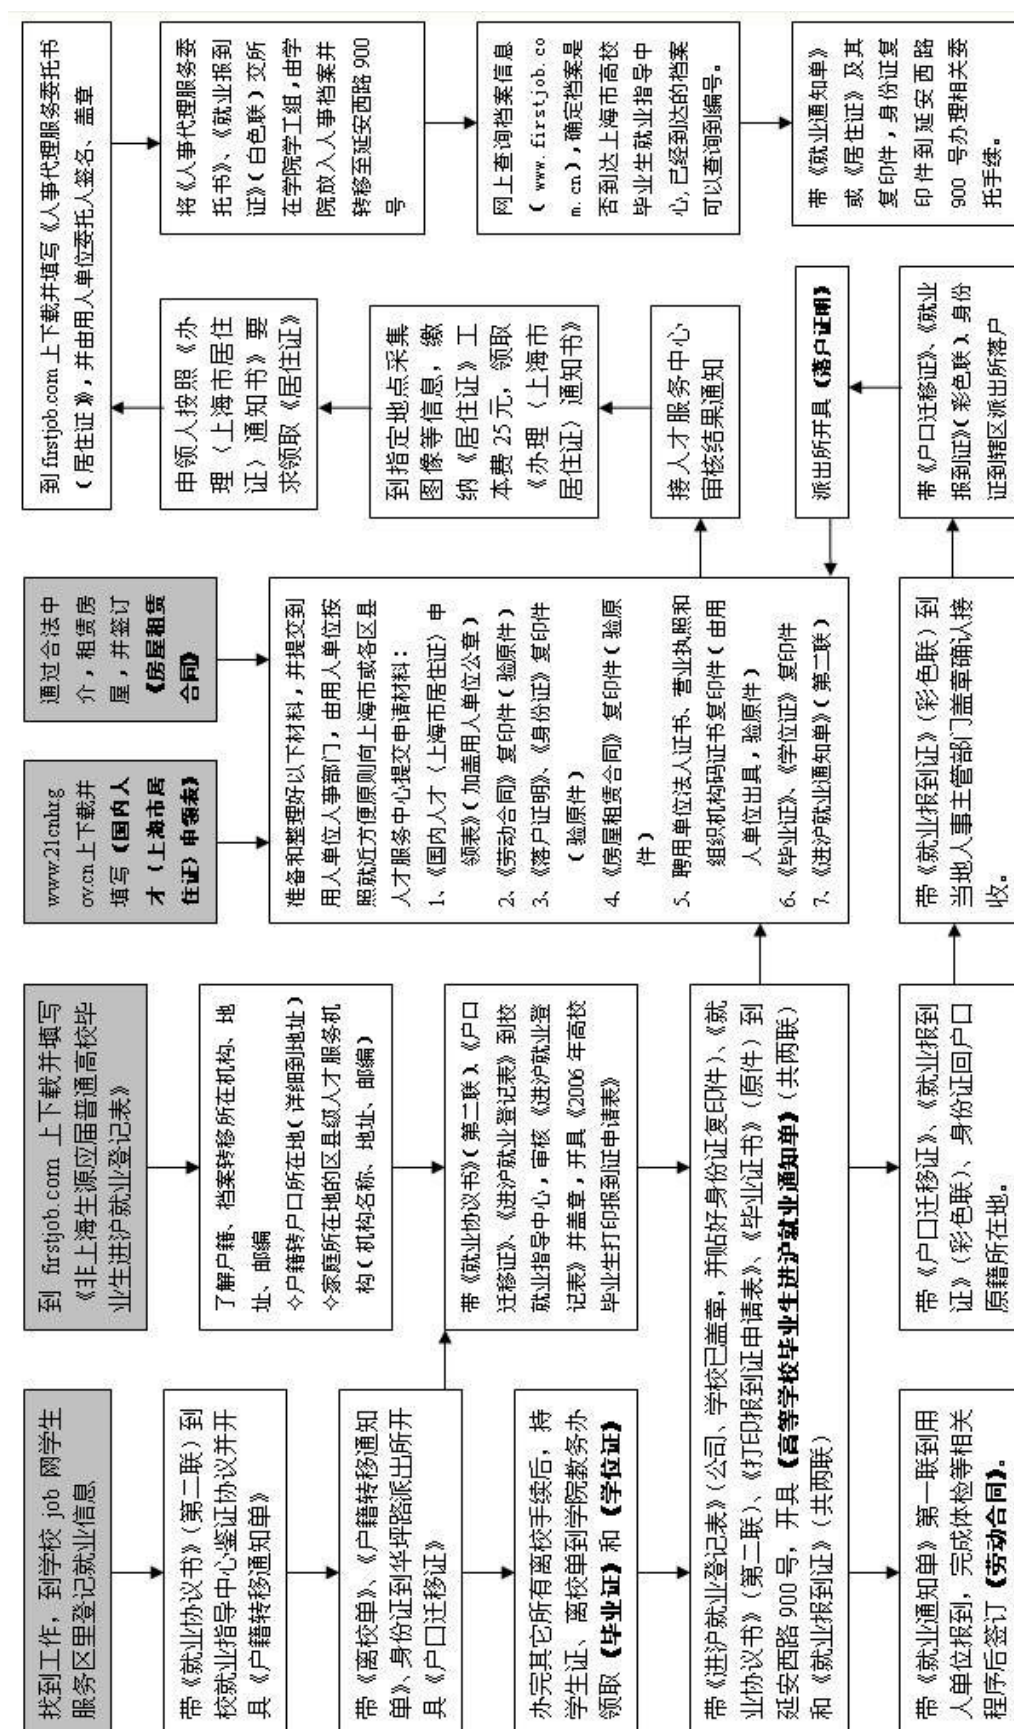 找到工作，到学校 job 网学生
服务区里登记就业信息
带《就业协议书》（第二联）到
校就业指导中心鉴证协议并开
具《户籍转移通知单》
带《离校单》、《户籍转移通知
单》、身份证到华坪路派出所开
具《户口迁移证》
办完其它所有离校手续后，持
学生证、离校单到学院教务办
领取《毕业证》和《学位证》
带《进沪就业登记表》（公司、学校已盖章，并贴好身份证复印件）、《就
业协议书》（第二联）、《打印报到证申请表》、《毕业证书》（原件）到
延安西路 900 号，开具《高等学校毕业生进沪就业通知单》（共两联）
和《就业报到证》（共两联）
带《就业通知单》第一联到用
人单位报到，完成体检等相关
程序后签订《劳动合同》。
到 firstjob.com 上下载并填写
《非上海生源应届普通高校毕
业生进沪就业登记表》
了解户籍、档案转移所在机构、地
址、邮编
◇户籍转户口所在地（详细到地址）
◇家庭所在地的区县级人才服务机
构（机构名称、地址、邮编）
带《就业协议书》（第二联）、《户口
迁移证》、《进沪就业登记表》到校
就业指导中心，审核《进沪就业登
记表》并盖章，开具《2006 年高校
毕业生打印报到证申请表》
带《户口迁移证》、《就业报到
证》（彩色联）、身份证回户口
原籍所在地。
www.21cnhrg
ov.cn 上下载并
填写《国内人
才（上海市居
住证）申领表》
通过合法中
介，租赁房
屋，并签订
《房屋租赁
合同》
准备和整理好以下材料，并提交到
用人单位人事部门，由用人单位按
照就近方便原则向上海市或各区县
人才服务中心提交申请材料：
1、《国内人才〈上海市居住证〉申
领表》（加盖用人单位公章）
2、《劳动合同》复印件（验原件）
3、《落户证明》、《身份证》复印件
（验原件）
4、《房屋租赁合同》复印件（验原
件）
5、聘用单位法人证书、营业执照和
组织机构码证书复印件（由用
人单位出具，验原件）
6、《毕业证》、《学位证》复印件
7、《进沪就业通知单》（第二联）
带《就业报到证》（彩色联）到
当地人事主管部门盖章确认接
收。
到 firstjob.com 上下载并填写《人事代理服务委托书
（居住证）》，并由用人单位委托人签名、盖章
申领人按照《办
理〈上海市居住
证〉通知书》要
求领取《居住证》
到指定地点采集
图像等信息，缴
纳《居住证》工
本费 25 元，领取
《办理〈上海市
居住证〉通知书》
接人才服务中心
审核结果通知
派出所开具《落户证明》
带《户口迁移证》、《就业
报到证》（彩色联）、身份
证到辖区派出所落户
将《人事代理服务委
托书》、《就业报到
证》（白色联）交所
在学院学工组，由学
院放入人事档案并
转移至延安西路 900
号
网上查询档案信息
（www.firstjob.co
m.cn），确定档案是
否到达上海市高校
毕业生就业指导中
心，已经到达的档案
可以查询到编号。
带《就业通知单》
或《居住证》及其
复印件，身份证复
印件到延安西路
900 号办理相关委
托手续。